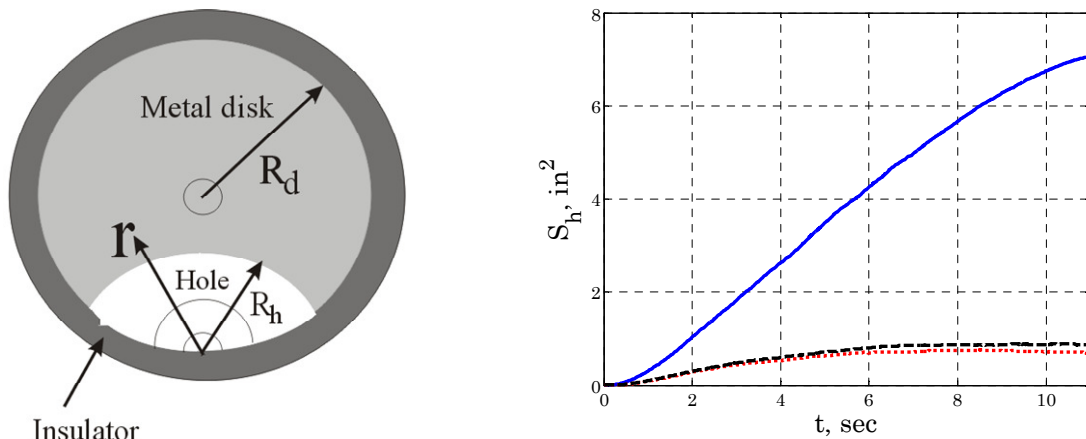 Metal disk
R_d
r
Hole
R_h
Insulator
S_h, in^2
8
6
4
2
0
0 2 4 6 8 10
t, sec